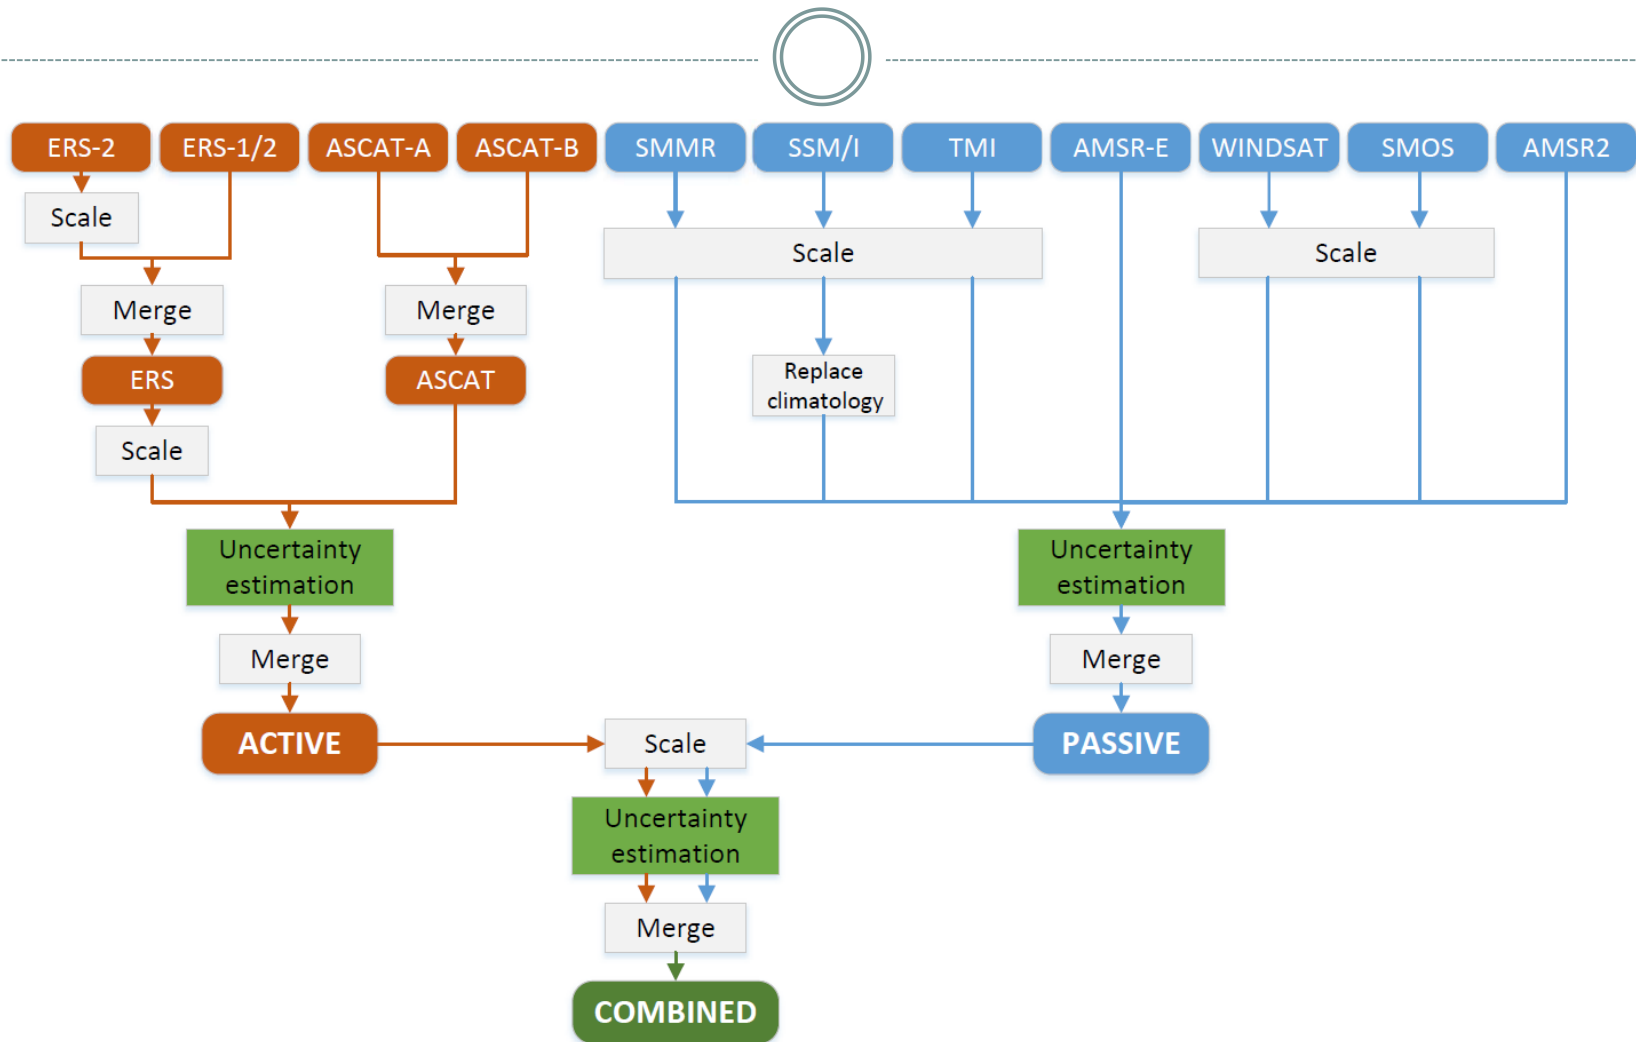 ERS-2
ERS-1/2
ASCAT-A
ASCAT-B
SMMR
SSM/I
TMI
AMSR-E
WINDSAT
SMOS
AMSR2
Scale
Scale
Scale
Merge
Merge
ERS
ASCAT
Replace
climatology
Scale
Uncertainty
estimation
Uncertainty
estimation
Merge
Merge
ACTIVE
Scale
PASSIVE
Uncertainty
estimation
Merge
COMBINED